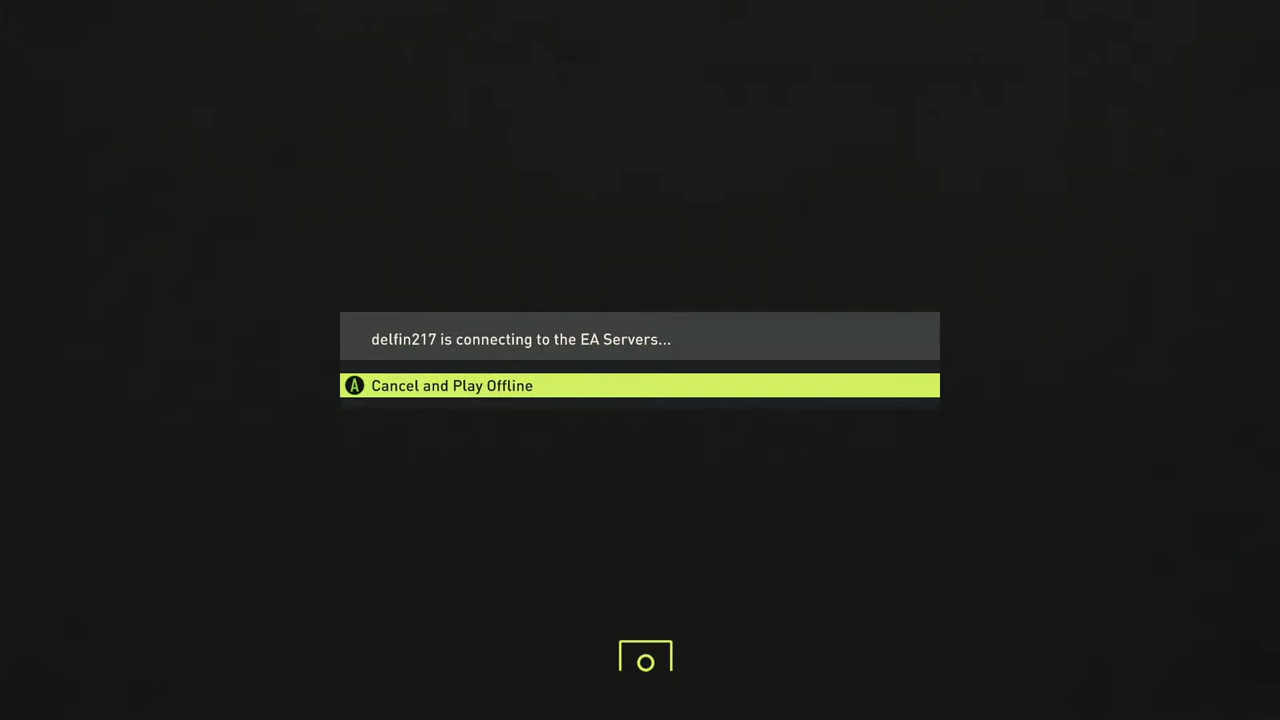 delfin217 is connecting to the EA Servers...
A Cancel and Play Offline